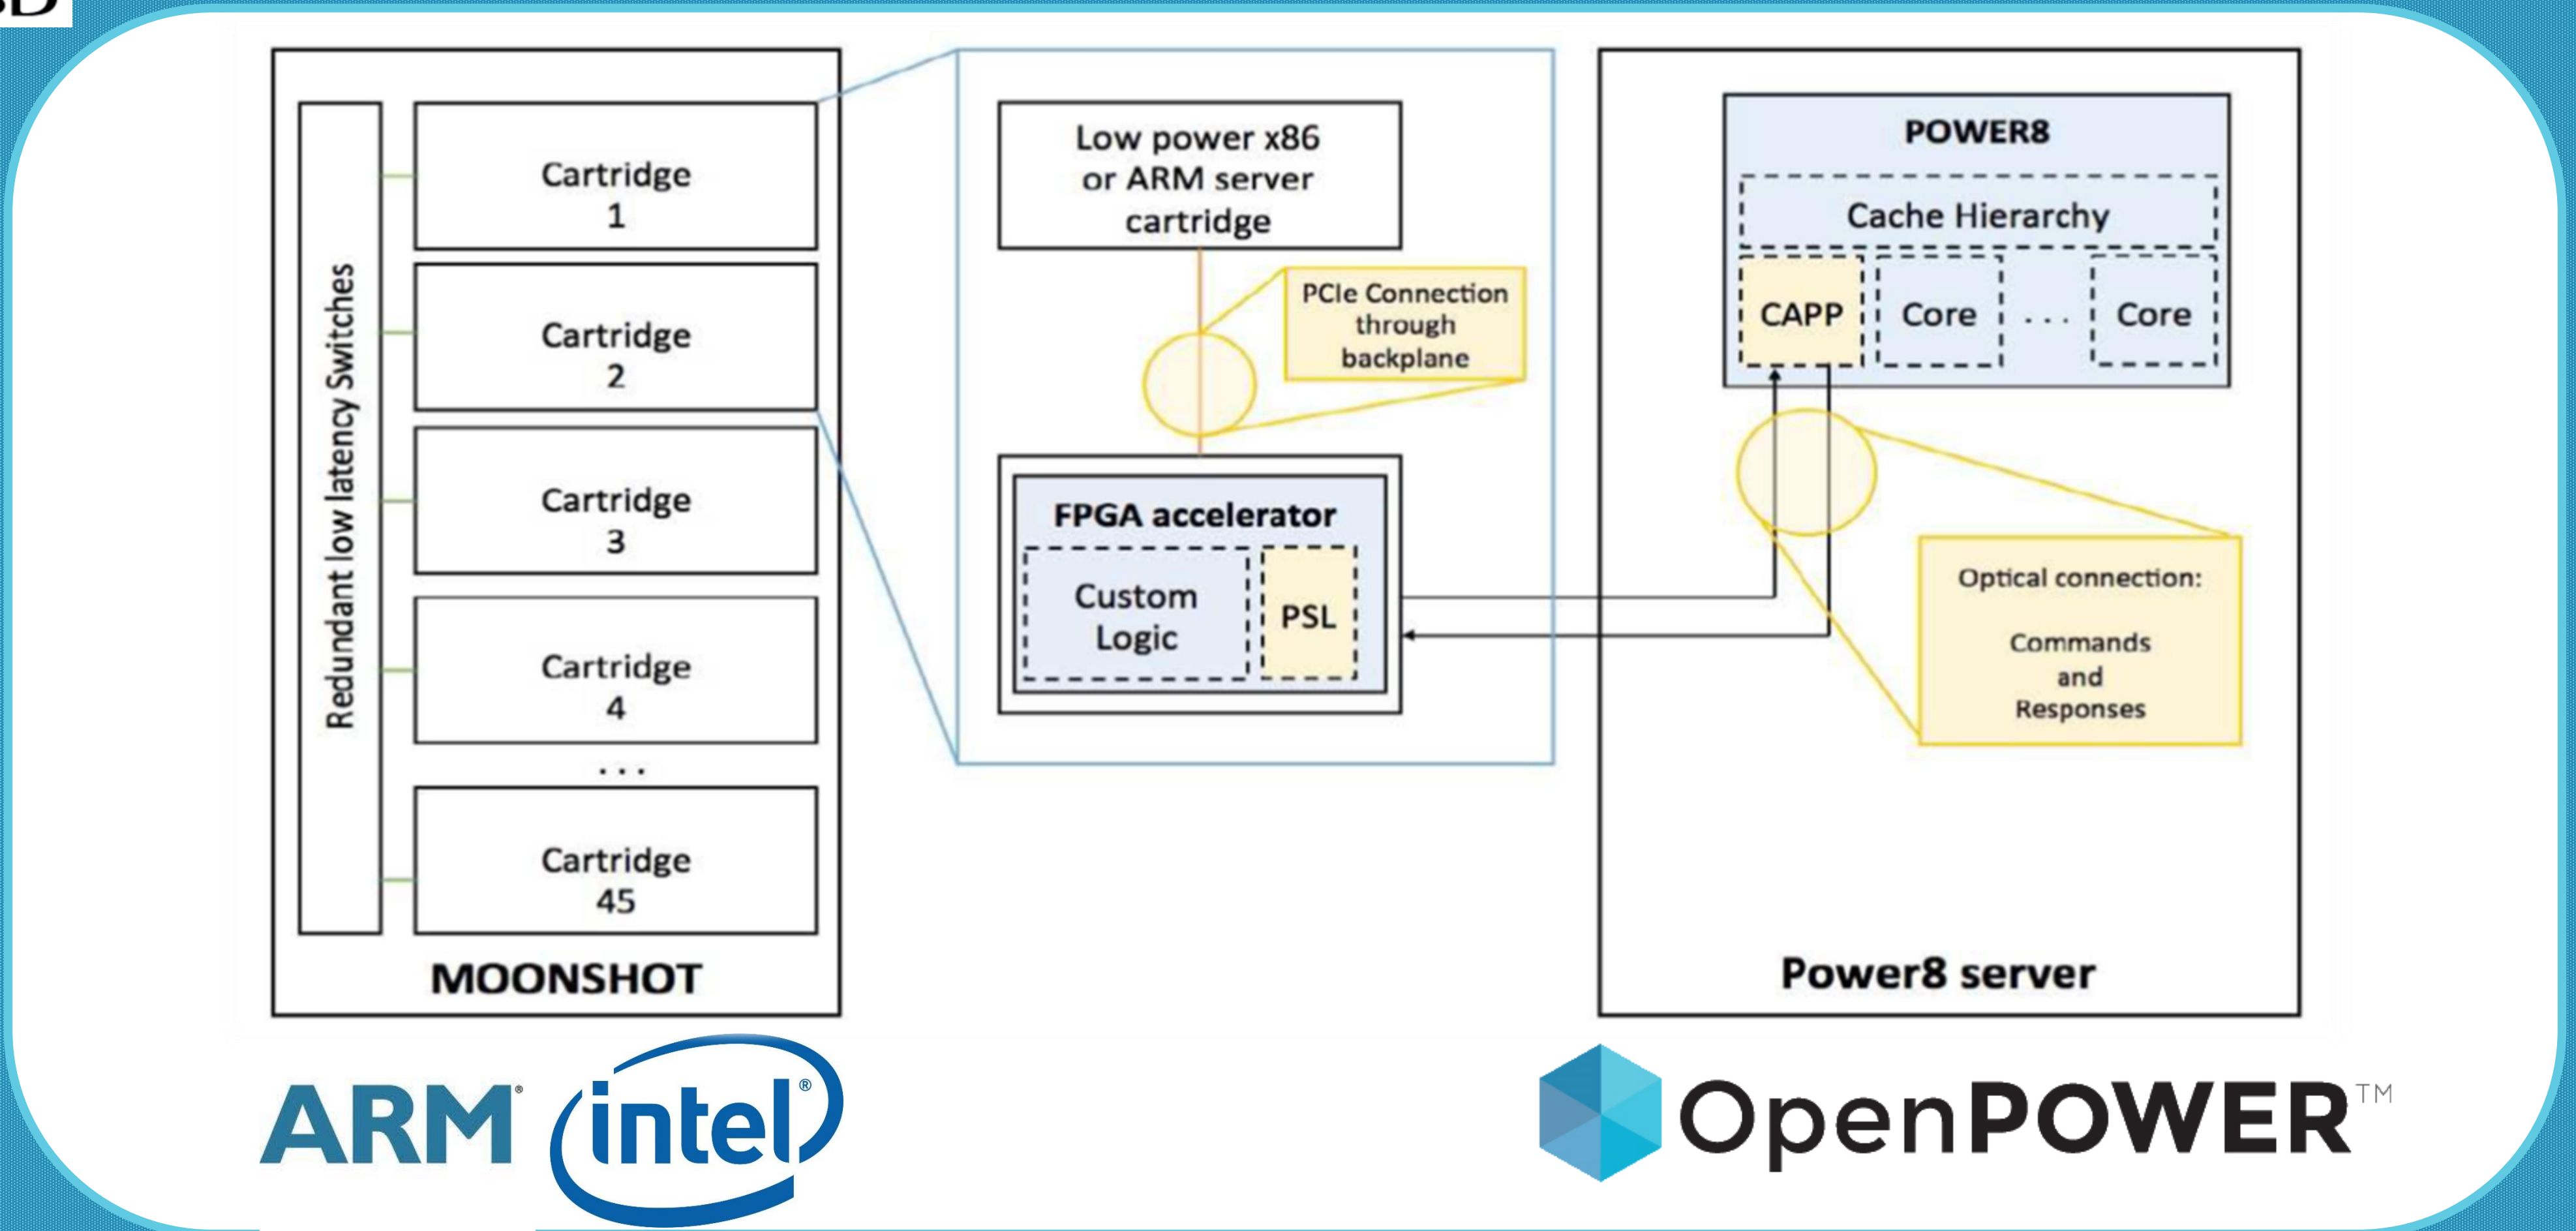 Redundant low latency Switches
Cartridge
1
Cartridge
2
Cartridge
3
Cartridge
4
...
Cartridge
45
MOONSHOT
Low power x86
or ARM server
cartridge
PCIe Connection
through
backplane
FPGA accelerator
Custom
Logic
PSL
POWER8
Cache Hierarchy
CAPP
Core
...
Core
Optical connection:
Commands
and
Responses
Power8 server
ARM®
intel®
OpenPOWER™